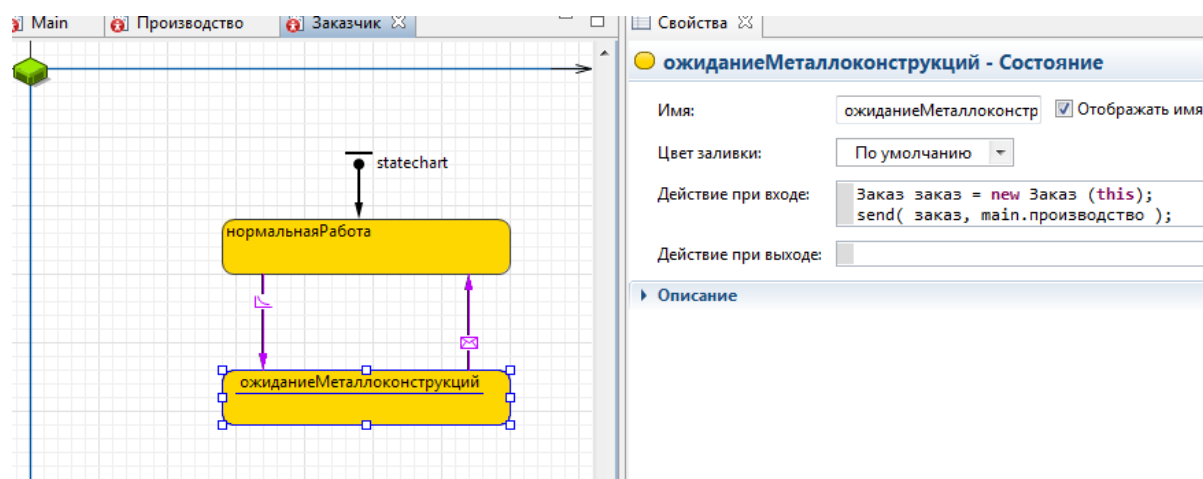 Main
Производство
Заказчик
Свойства
statechart
нормальнаяРабота
ожиданиеМеталлоконструкций
ожиданиеМеталлоконструкций - Состояние
Имя:
ожиданиеМеталлоконстр
Отображать имя
Цвет заливки:
По умолчанию
Действие при входе:
Заказ заказ = new Заказ (this);
send( заказ, main.производство );
Действие при выходе:
Описание